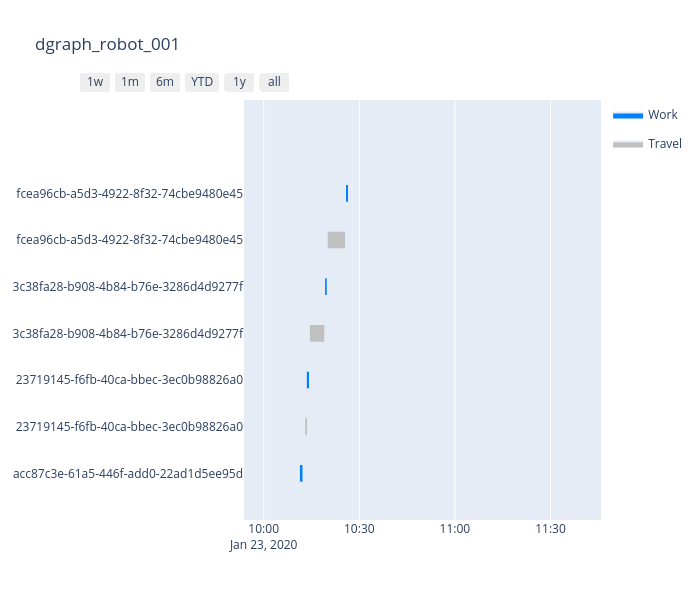 dgraph_robot_001
1w 1m 6m YTD 1y all
Work
Travel
fcea96cb-a5d3-4922-8f32-74cbe9480e45
fcea96cb-a5d3-4922-8f32-74cbe9480e45
3c38fa28-b908-4b84-b76e-3286d4d9277f
3c38fa28-b908-4b84-b76e-3286d4d9277f
23719145-f6fb-40ca-bbec-3ec0b98826a0
23719145-f6fb-40ca-bbec-3ec0b98826a0
acc87c3e-61a5-446f-add0-22ad1d5ee95d
10:00 10:30 11:00 11:30
Jan 23, 2020